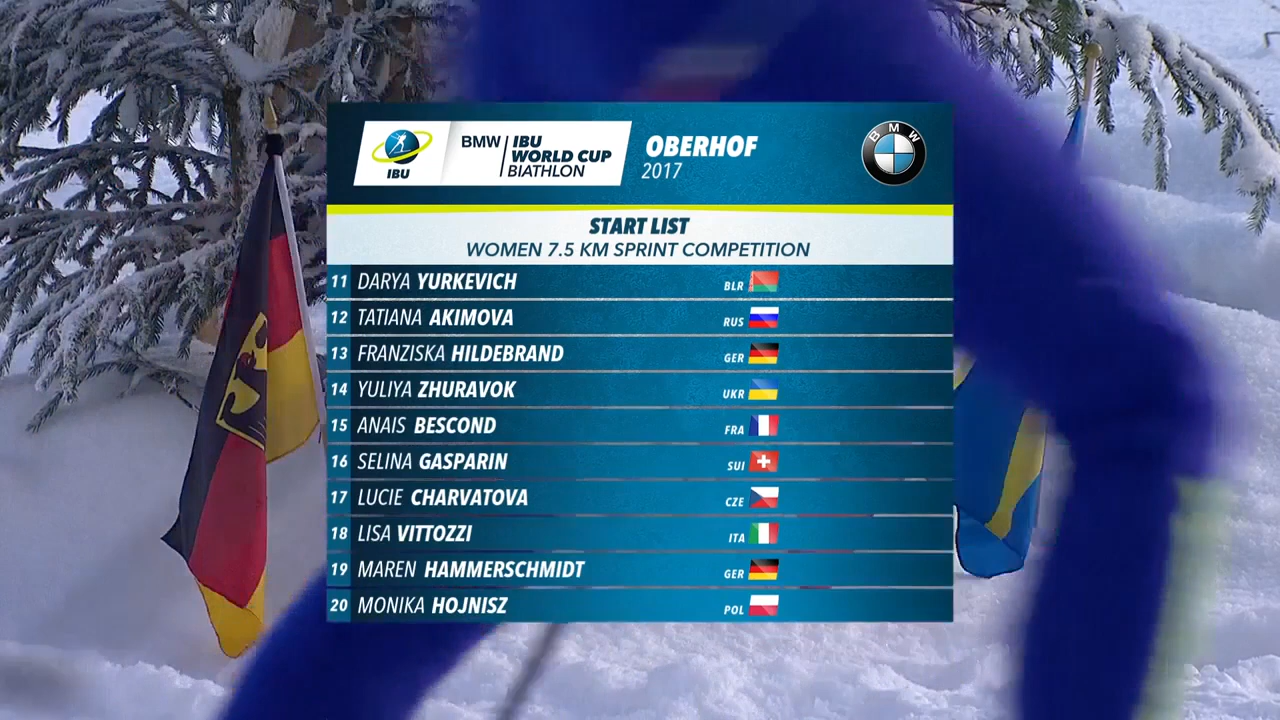 IBU
BMW IBU WORLD CUP BIATHLON
OBERHOF
2017
BMW
START LIST
WOMEN 7.5 KM SPRINT COMPETITION
11 DARYA YURKEVICH BLR
12 TATIANA AKIMOVA RUS
13 FRANZISKA HILDEBRAND GER
14 YULIYA ZHURAVOK UKR
15 ANAIS BESCOND FRA
16 SELINA GASPARIN SUI
17 LUCIE CHARVATOVA CZE
18 LISA VITTOZZI ITA
19 MAREN HAMMERSCHMIDT GER
20 MONIKA HOJNISZ POL